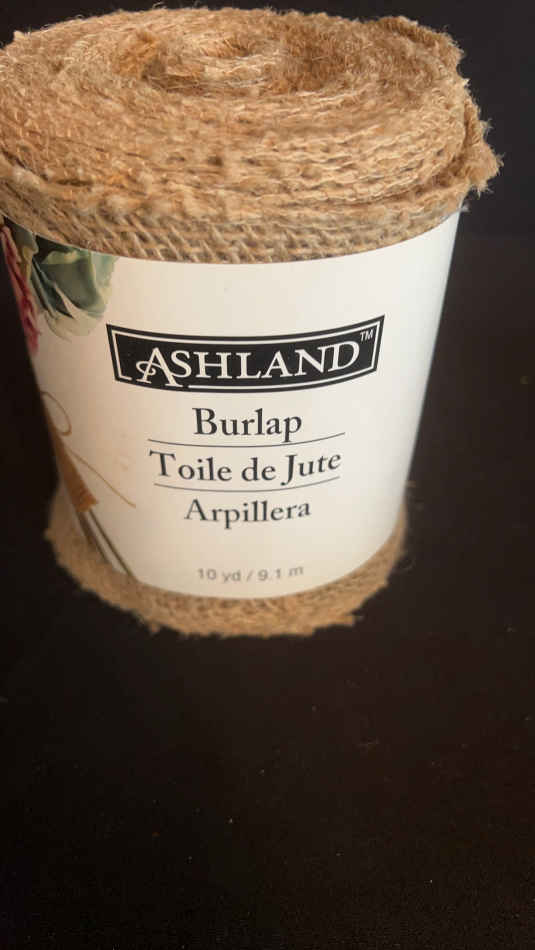 ASHLAND™
Burlap
Toile de Jute
Arpillera
10 yd / 9.1 m